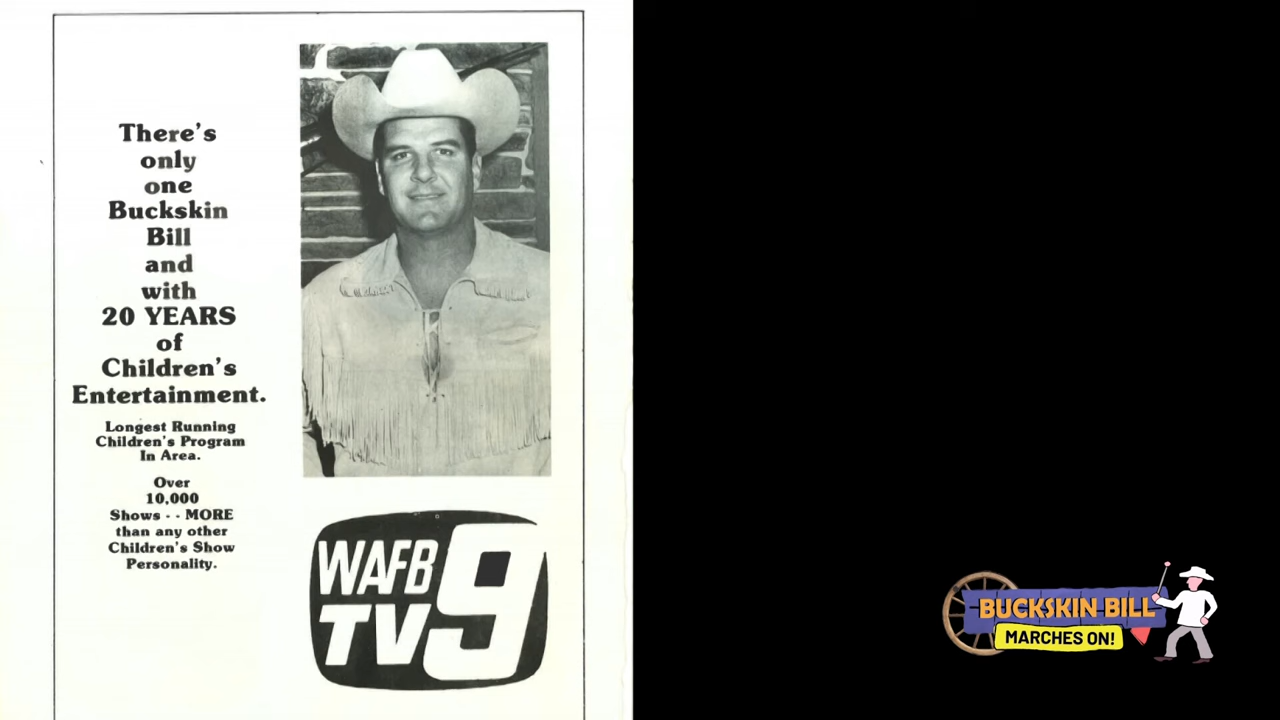 There's
only
one
Buckskin
Bill
and
with
20 YEARS
of
Children's
Entertainment.
Longest Running
Children's Program
In Area.
Over
10,000
Shows - - MORE
than any other
Children's Show
Personality.
WAFB
TV 9
BUCKSKIN BILL
MARCHES ON!